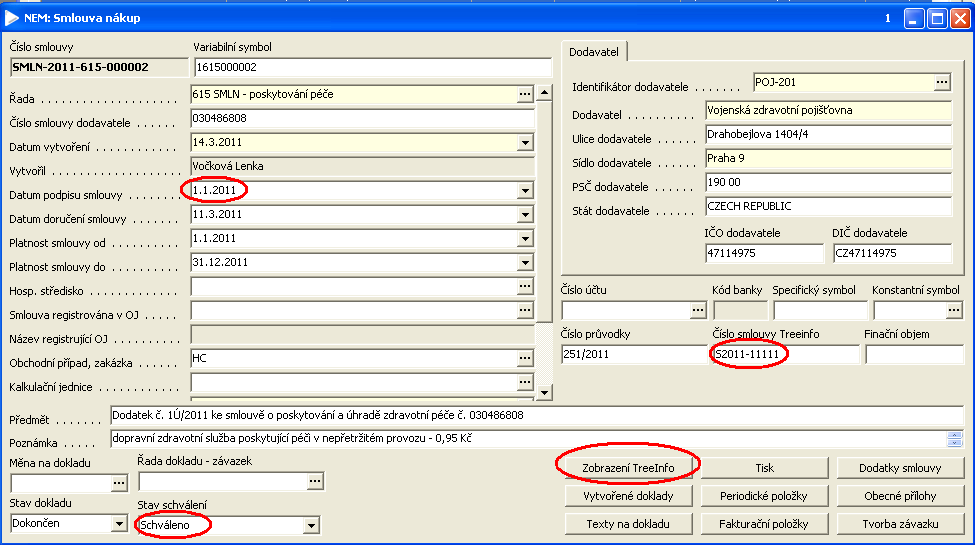 NEM: Smlouva nákup 1
Číslo smlouvy Variabilní symbol
SMLN-2011-615-000002 1615000002
Řada 615 SMLN - poskytování péče
Číslo smlouvy dodavatele 030486808
Datum vytvoření 14.3.2011
Vytvořil Vočková Lenka
Datum podpisu smlouvy 1.1.2011
Datum doručení smlouvy 11.3.2011
Platnost smlouvy od 1.1.2011
Platnost smlouvy do 31.12.2011
Hosp. středisko
Smlouva registrována v OJ
Název registrující OJ
Obchodní případ, zakázka HC
Kalkulační jednice
Dodavatel
Identifikátor dodavatele POJ-201
Dodavatel Vojenská zdravotní pojišťovna
Ulice dodavatele Drahobejlova 1404/4
Sídlo dodavatele Praha 9
PSČ dodavatele 190 00
Stát dodavatele CZECH REPUBLIC
IČO dodavatele DIČ dodavatele
47114975 CZ47114975
Číslo účtu Kód banky Specifický symbol Konstantní symbol
Číslo průvodky Číslo smlouvy Treeinfo Finanční objem
251/2011 S2011-11111
Předmět Dodatek č. 1Ú/2011 ke smlouvě o poskytování a úhradě zdravotní péče č. 030486808
Poznámka dopravní zdravotní služba poskytující péči v nepřetržitém provozu - 0,95 Kč
Měna na dokladu Řada dokladu - závazek
Stav dokladu Stav schválení
Dokončen Schváleno
Zobrazení TreeInfo Tisk Dodatky smlouvy
Vytvořené doklady Periodické položky Obecné přílohy
Texty na dokladu Fakturační položky Tvorba závazku